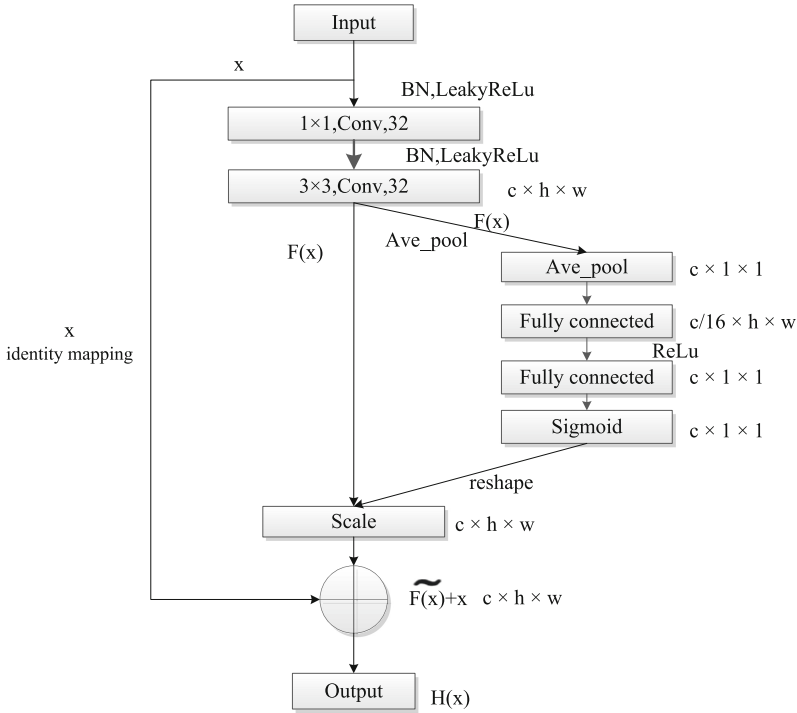 Input
x
BN,LeakyReLu
1×1,Conv,32
BN,LeakyReLu
3×3,Conv,32
c × h × w
F(x)
Ave_pool
F(x)
Ave_pool
c × 1 × 1
Fully connected
c/16 × h × w
ReLu
x
identity mapping
Fully connected
c × 1 × 1
Sigmoid
c × 1 × 1
reshape
Scale
c × h × w
F̃(x)+x c × h × w
Output
H(x)